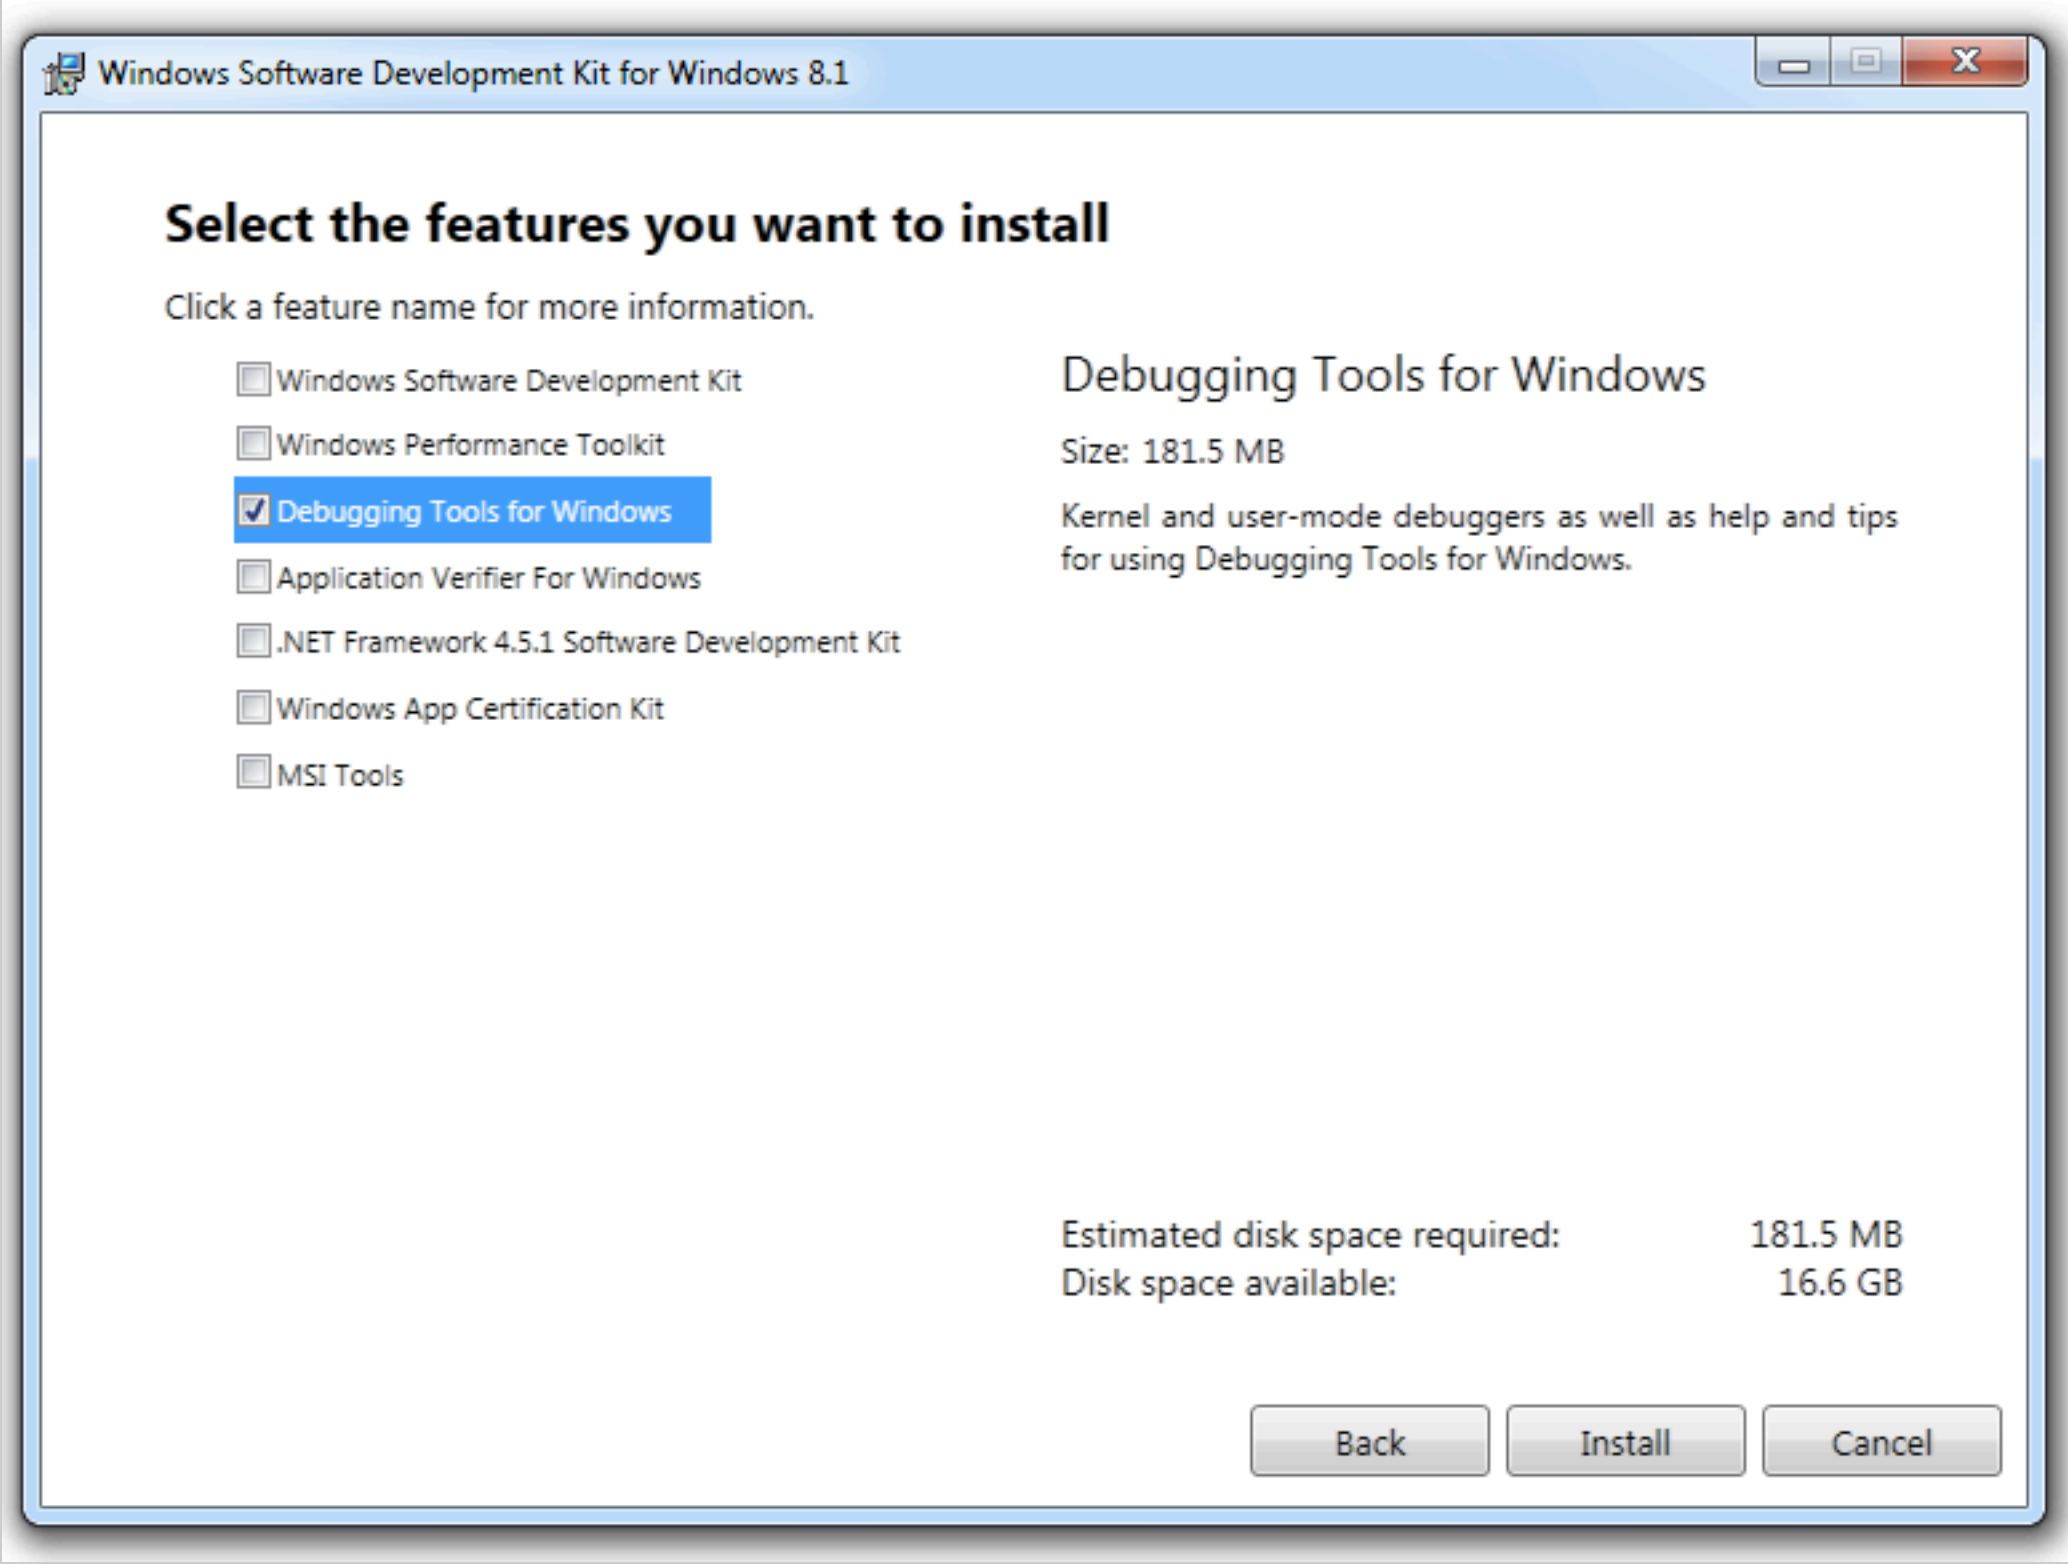 Windows Software Development Kit for Windows 8.1
Select the features you want to install
Click a feature name for more information.
Windows Software Development Kit
Windows Performance Toolkit
Debugging Tools for Windows
Application Verifier For Windows
.NET Framework 4.5.1 Software Development Kit
Windows App Certification Kit
MSI Tools
Debugging Tools for Windows
Size: 181.5 MB
Kernel and user-mode debuggers as well as help and tips
for using Debugging Tools for Windows.
Estimated disk space required: 181.5 MB
Disk space available: 16.6 GB
Back Install Cancel